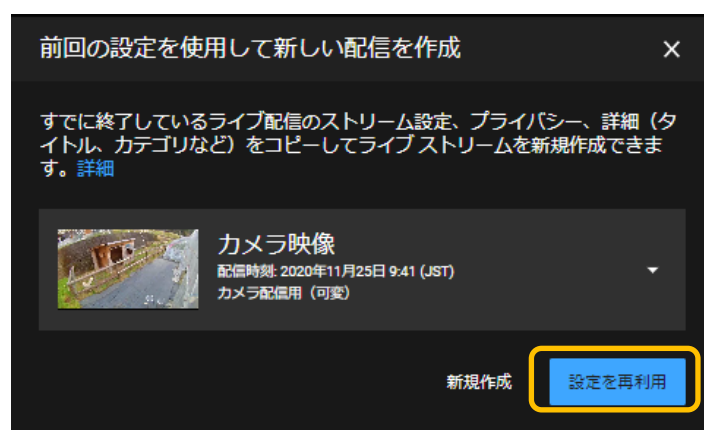 前回の設定を使用して新しい配信を作成
すでに終了しているライブ配信のストリーム設定、プライバシー、詳細（タ
イトル、カテゴリなど）をコピーしてライブ ストリームを新規作成できま
す。詳細
カメラ映像
配信時刻: 2020年11月25日 9:41 (JST)
カメラ配信用（可変）
新規作成
設定を再利用